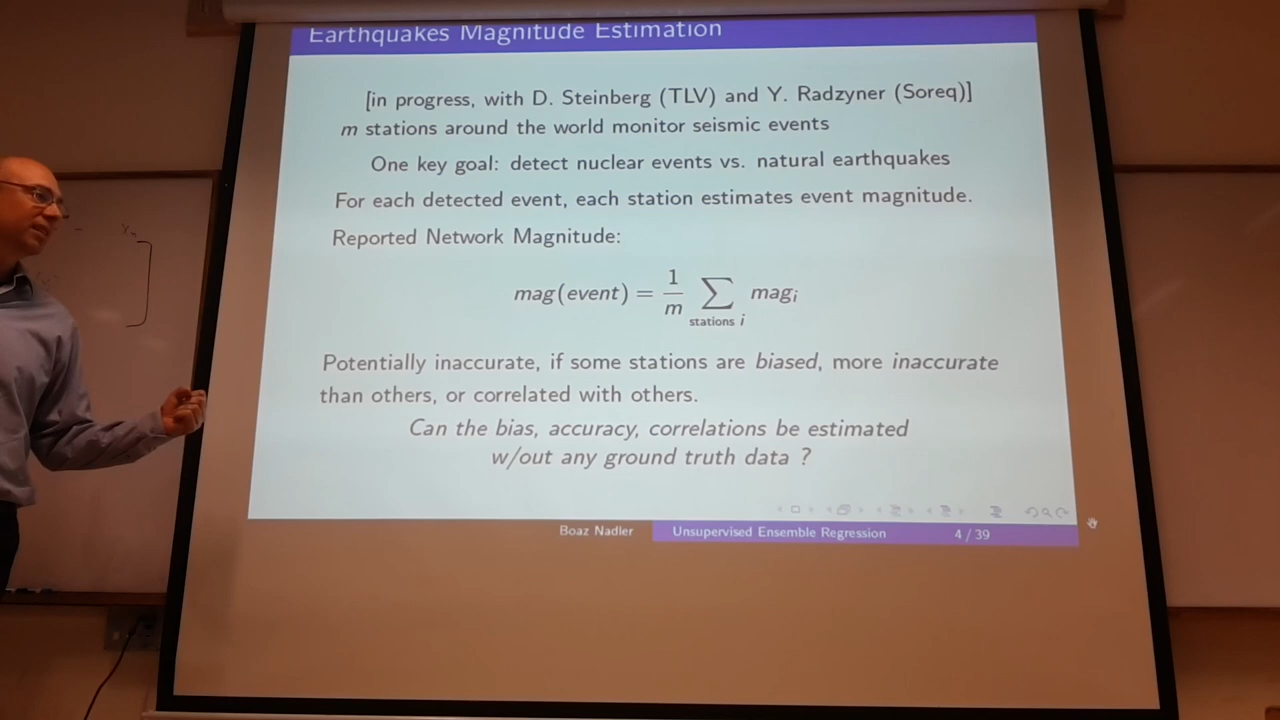 Earthquakes Magnitude Estimation
[in progress, with D. Steinberg (TLV) and Y. Radzyner (Soreq)]
m stations around the world monitor seismic events
One key goal: detect nuclear events vs. natural earthquakes
For each detected event, each station estimates event magnitude.
Reported Network Magnitude:
mag(event) = 1/m ∑ stations i mag_i
Potentially inaccurate, if some stations are biased, more inaccurate
than others, or correlated with others.
Can the bias, accuracy, correlations be estimated
w/out any ground truth data ?
Boaz Nadler Unsupervised Ensemble Regression 4 / 39